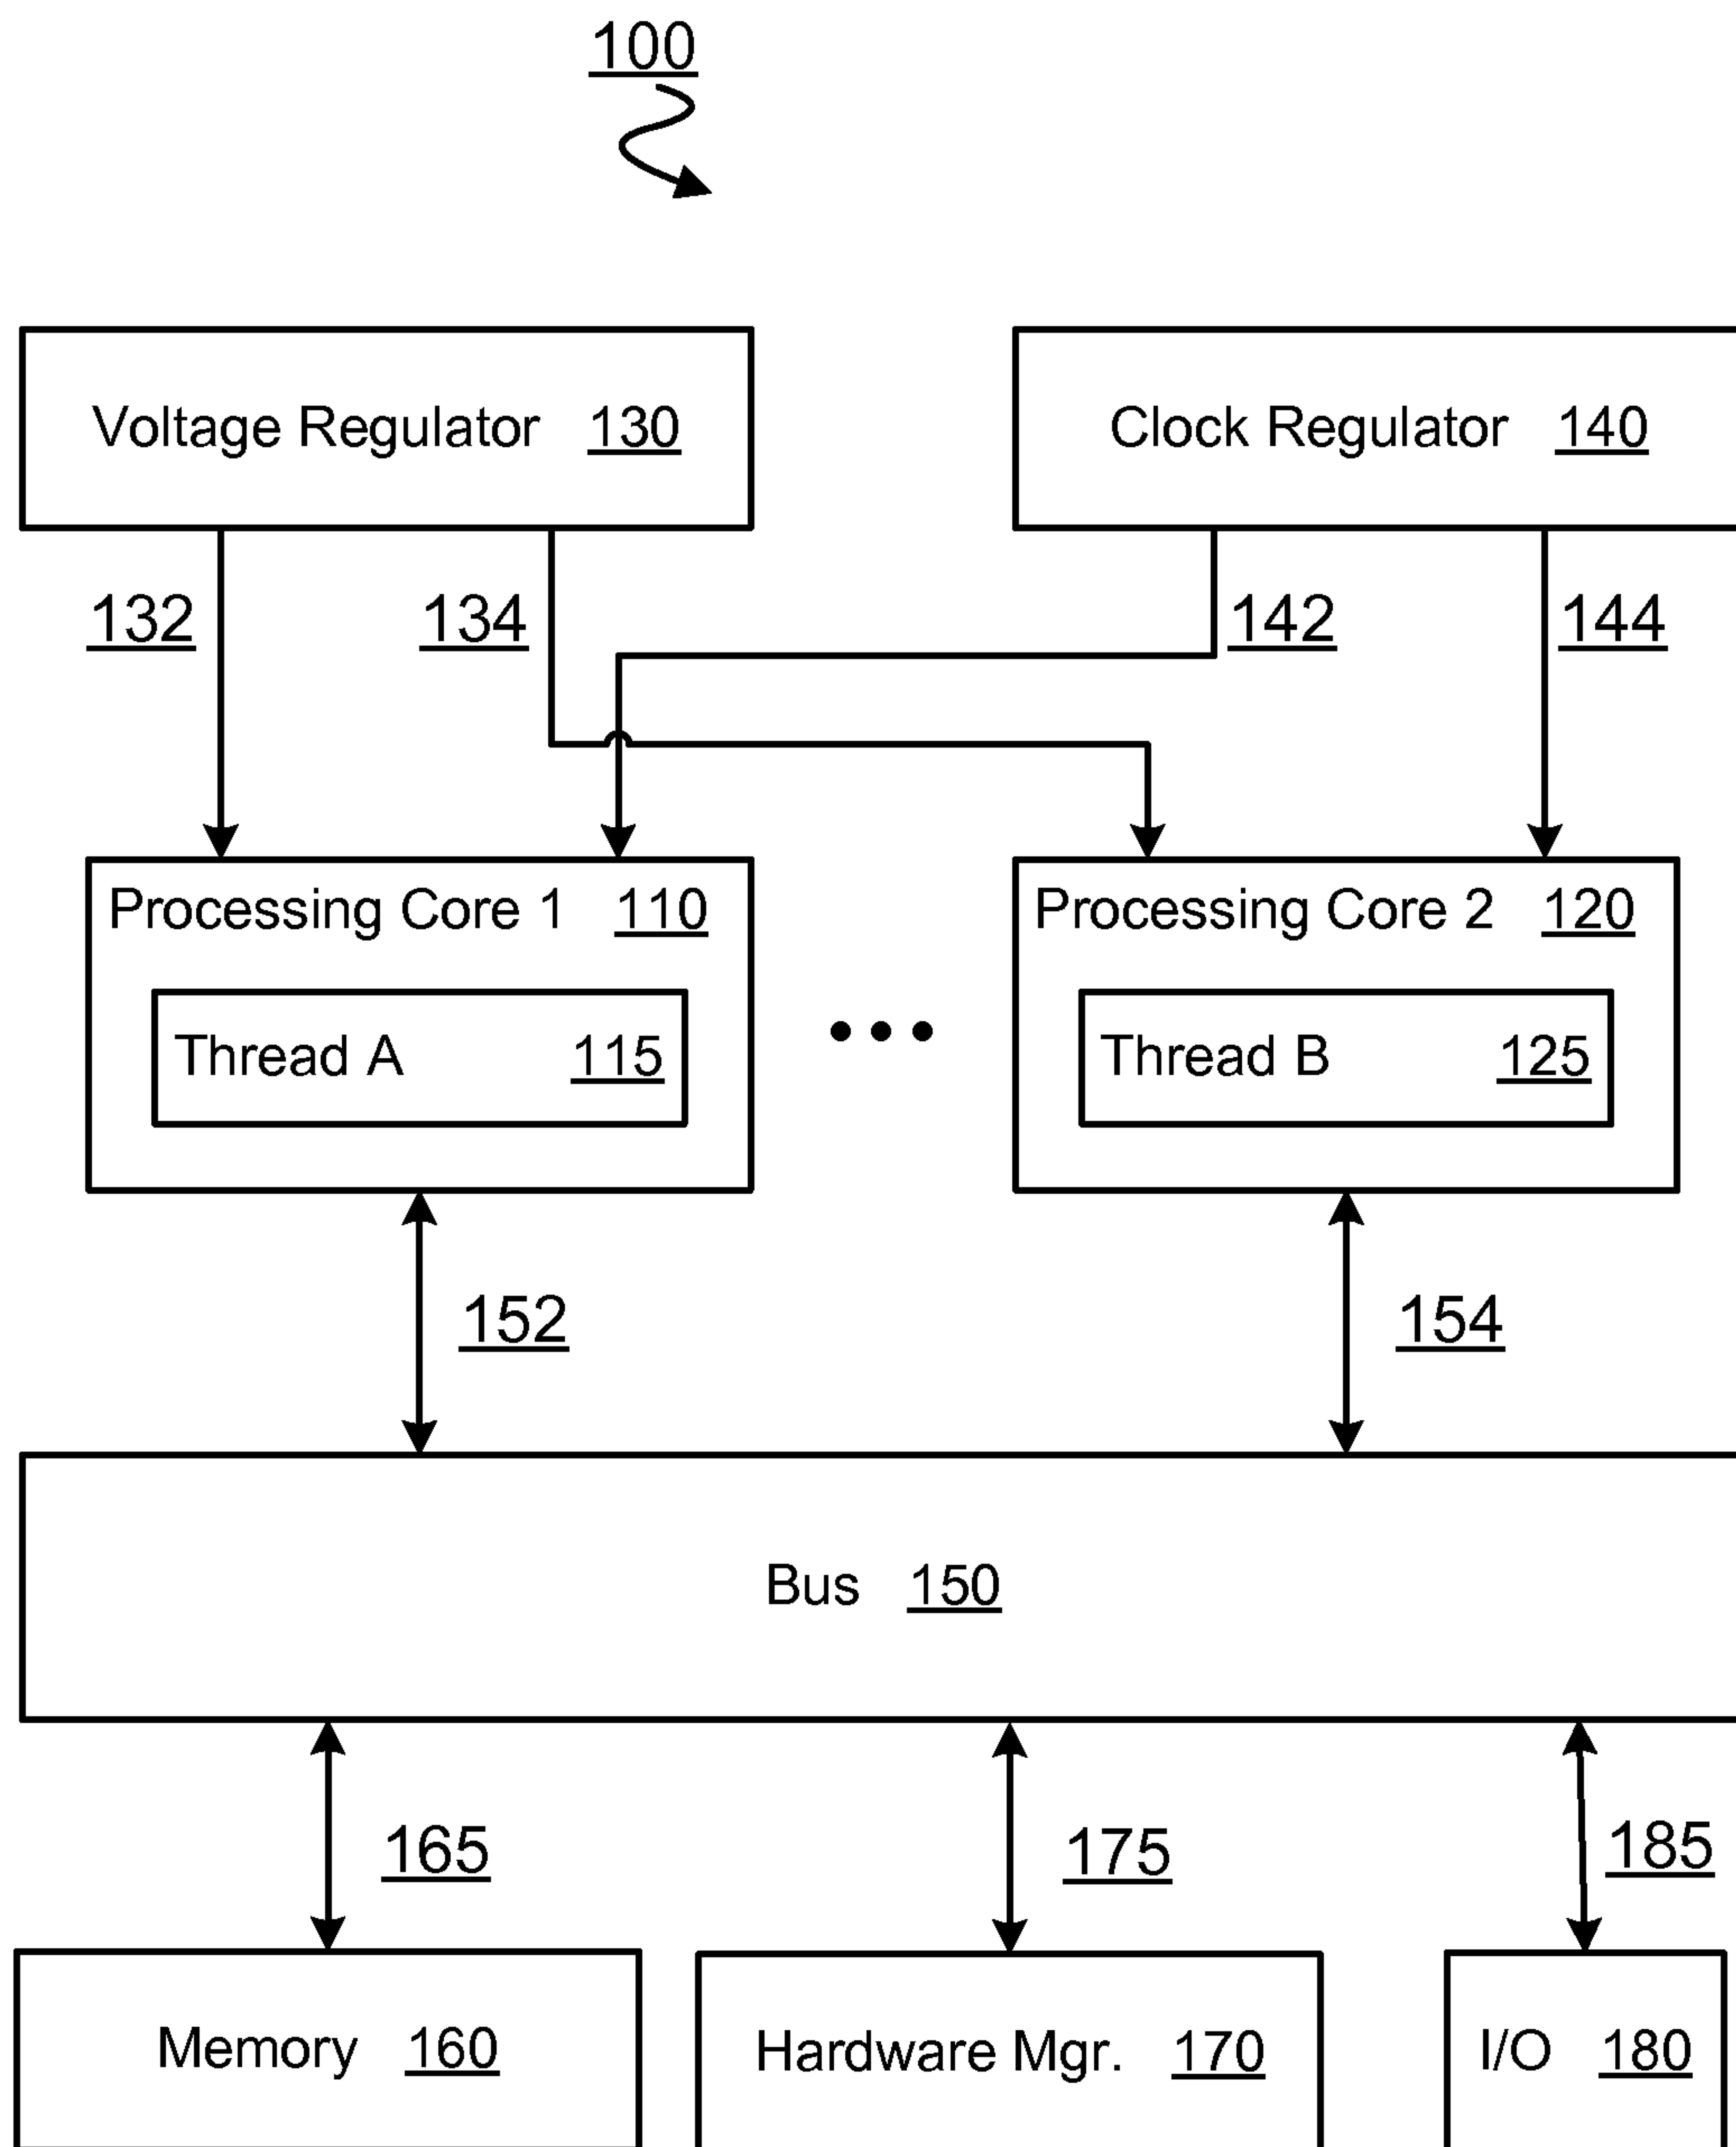 100
Voltage Regulator 130
Clock Regulator 140
132
134
142
144
Processing Core 1 110
Processing Core 2 120
Thread A 115
Thread B 125
152
154
Bus 150
165
175
185
Memory 160
Hardware Mgr. 170
I/O 180